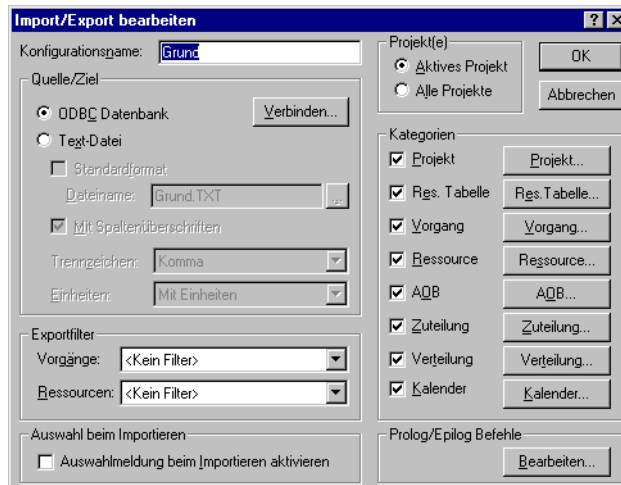 Import/Export bearbeiten
Konfigurationsname: Grund
Quelle/Ziel
ODBC Datenbank
Verbinden...
Text-Datei
Standardformat
Dateiname: Grund.TXT ...
Mit Spaltenüberschriften
Trennzeichen: Komma
Einheiten: Mit Einheiten
Exportfilter
Vorgänge: <Kein Filter>
Ressourcen: <Kein Filter>
Auswahl beim Importieren
Auswahlmeldung beim Importieren aktivieren
Projekt(e)
Aktives Projekt
Alle Projekte
OK
Abbrechen
Kategorien
Projekt Projekt...
Res. Tabelle Res.Tabelle...
Vorgang Vorgang...
Ressource Ressource...
AOB AOB...
Zuteilung Zuteilung...
Verteilung Verteilung...
Kalender Kalender...
Prolog/Epilog Befehle
Bearbeiten...